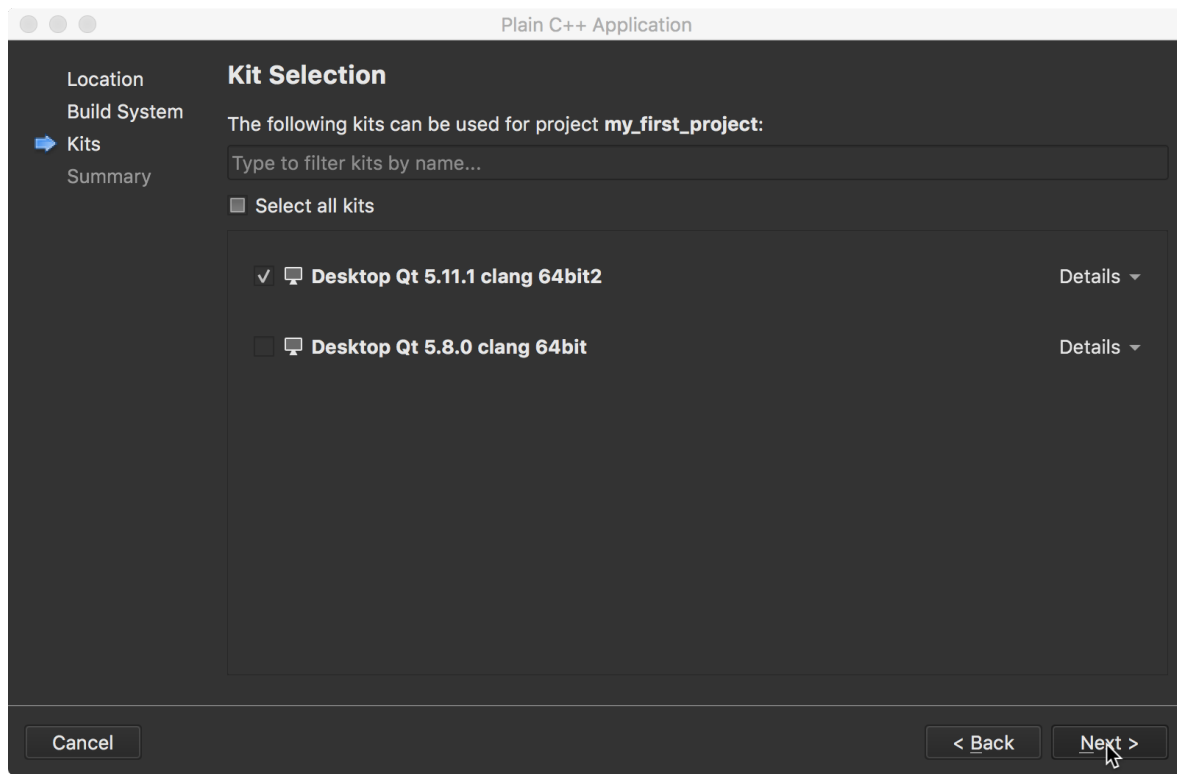 Plain C++ Application
Location
Build System
Kits
Summary
Kit Selection
The following kits can be used for project my_first_project:
Type to filter kits by name...
Select all kits
Desktop Qt 5.11.1 clang 64bit2 Details
Desktop Qt 5.8.0 clang 64bit Details
Cancel < Back Next >